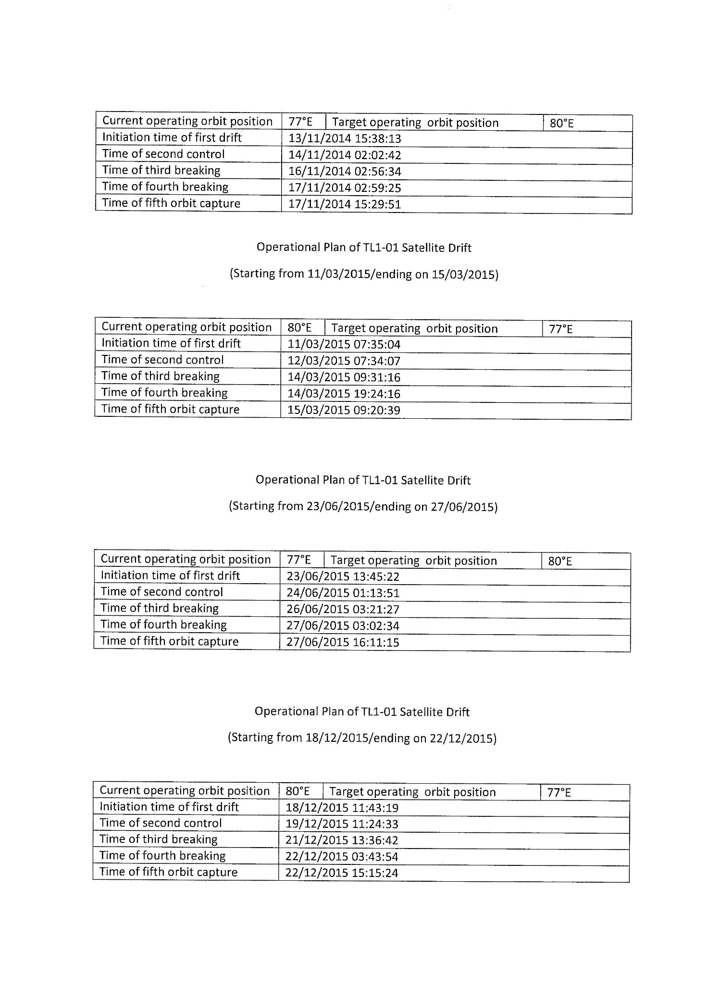 Current operating orbit position 77°E Target operating orbit position 80°E
Initiation time of first drift 13/11/2014 15:38:13
Time of second control 14/11/2014 02:02:42
Time of third breaking 16/11/2014 02:56:34
Time of fourth breaking 17/11/2014 02:59:25
Time of fifth orbit capture 17/11/2014 15:29:51
Operational Plan of TL1-01 Satellite Drift
(Starting from 11/03/2015/ending on 15/03/2015)
Current operating orbit position 80°E Target operating orbit position 77°E
Initiation time of first drift 11/03/2015 07:35:04
Time of second control 12/03/2015 07:34:07
Time of third breaking 14/03/2015 09:31:16
Time of fourth breaking 14/03/2015 19:24:16
Time of fifth orbit capture 15/03/2015 09:20:39
Operational Plan of TL1-01 Satellite Drift
(Starting from 23/06/2015/ending on 27/06/2015)
Current operating orbit position 77°E Target operating orbit position 80°E
Initiation time of first drift 23/06/2015 13:45:22
Time of second control 24/06/2015 01:13:51
Time of third breaking 26/06/2015 03:21:27
Time of fourth breaking 27/06/2015 03:02:34
Time of fifth orbit capture 27/06/2015 16:11:15
Operational Plan of TL1-01 Satellite Drift
(Starting from 18/12/2015/ending on 22/12/2015)
Current operating orbit position 80°E Target operating orbit position 77°E
Initiation time of first drift 18/12/2015 11:43:19
Time of second control 19/12/2015 11:24:33
Time of third breaking 21/12/2015 13:36:42
Time of fourth breaking 22/12/2015 03:43:54
Time of fifth orbit capture 22/12/2015 15:15:24